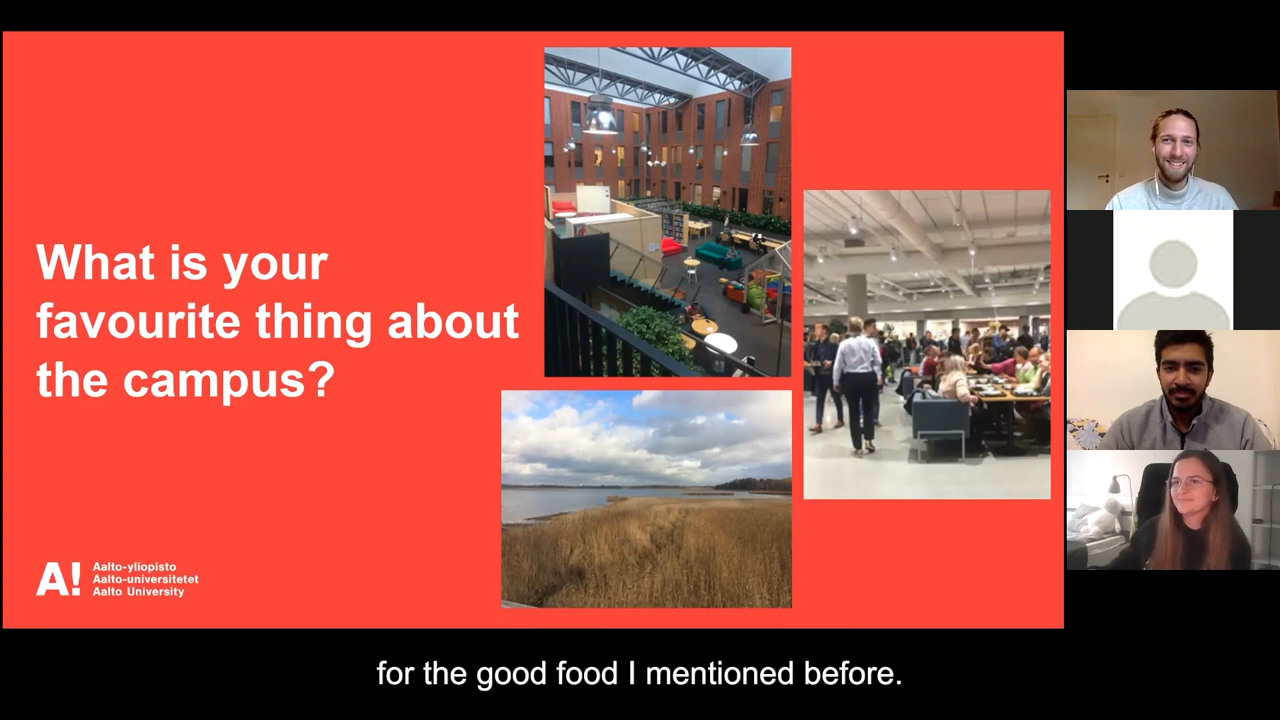 What is your
favourite thing about
the campus?
A!
Aalto-yliopisto
Aalto-universitetet
Aalto University
for the good food I mentioned before.